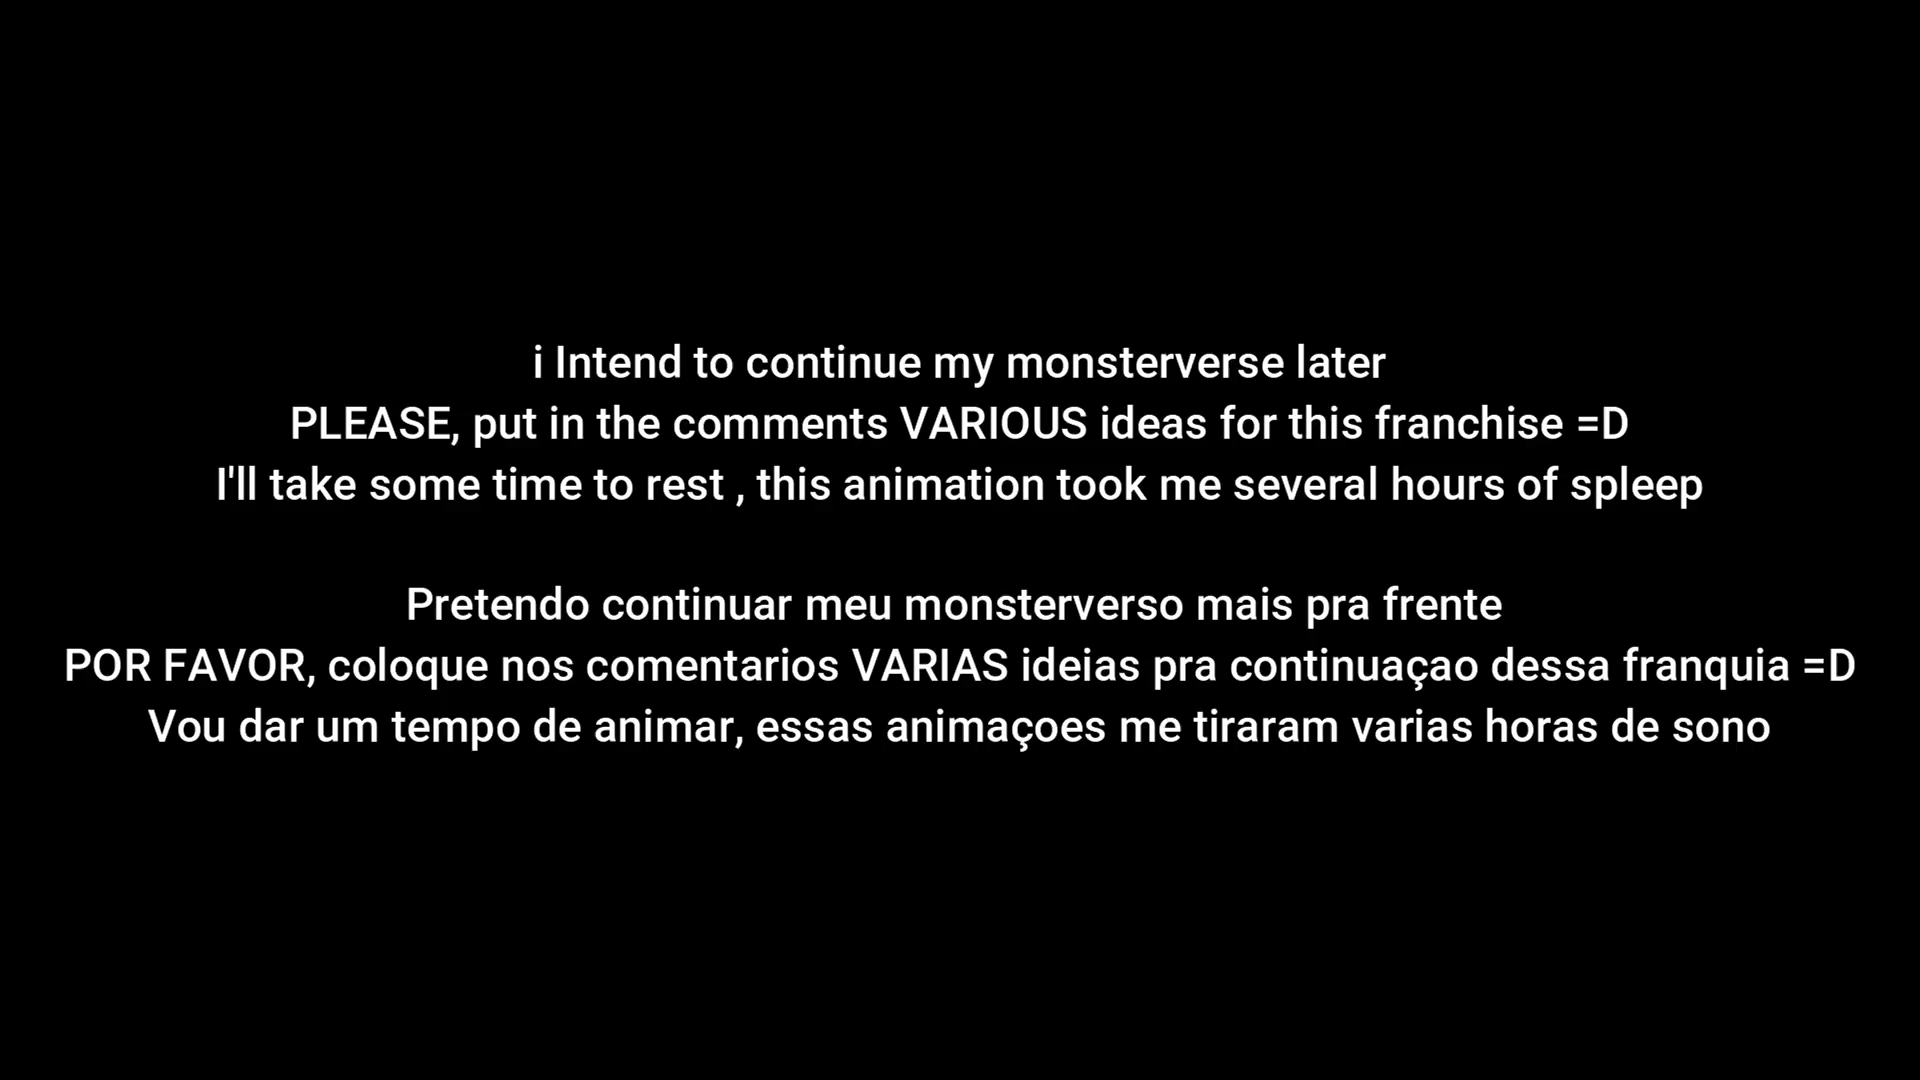 i Intend to continue my monsterverse later
PLEASE, put in the comments VARIOUS ideas for this franchise =D
I'll take some time to rest , this animation took me several hours of spleep
Pretendo continuar meu monsterverso mais pra frente
POR FAVOR, coloque nos comentarios VARIAS ideias pra continuaçao dessa franquia =D
Vou dar um tempo de animar, essas animaçoes me tiraram varias horas de sono